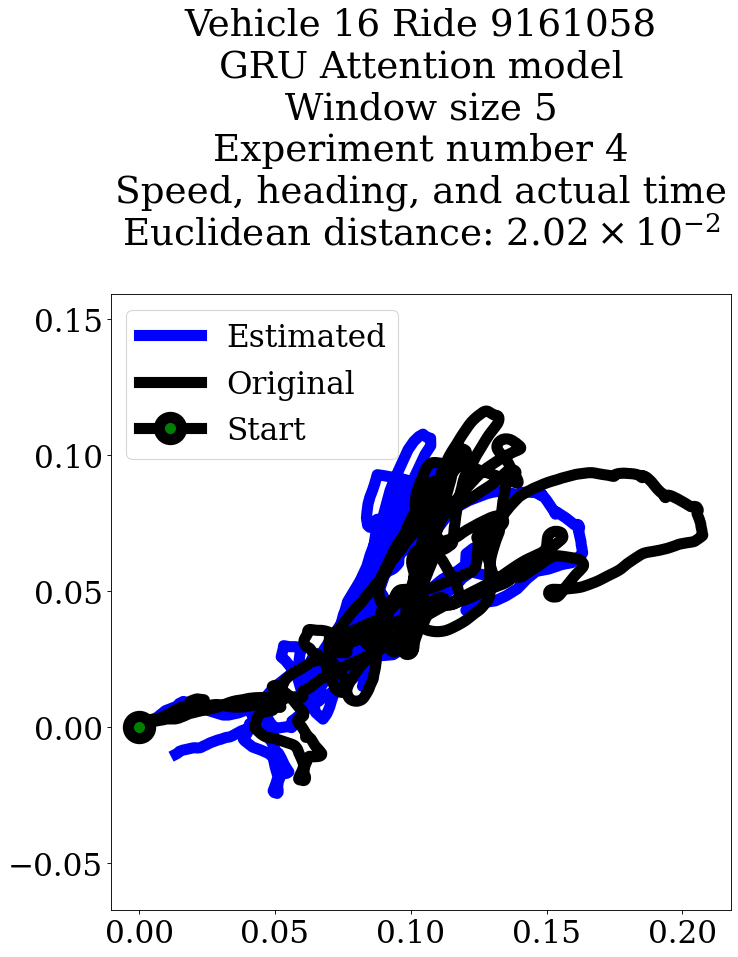 Vehicle 16 Ride 9161058
GRU Attention model
Window size 5
Experiment number 4
Speed, heading, and actual time
Euclidean distance: 2.02 × 10⁻²
0.15
0.10
0.05
0.00
−0.05
Estimated
Original
Start
0.00 0.05 0.10 0.15 0.20